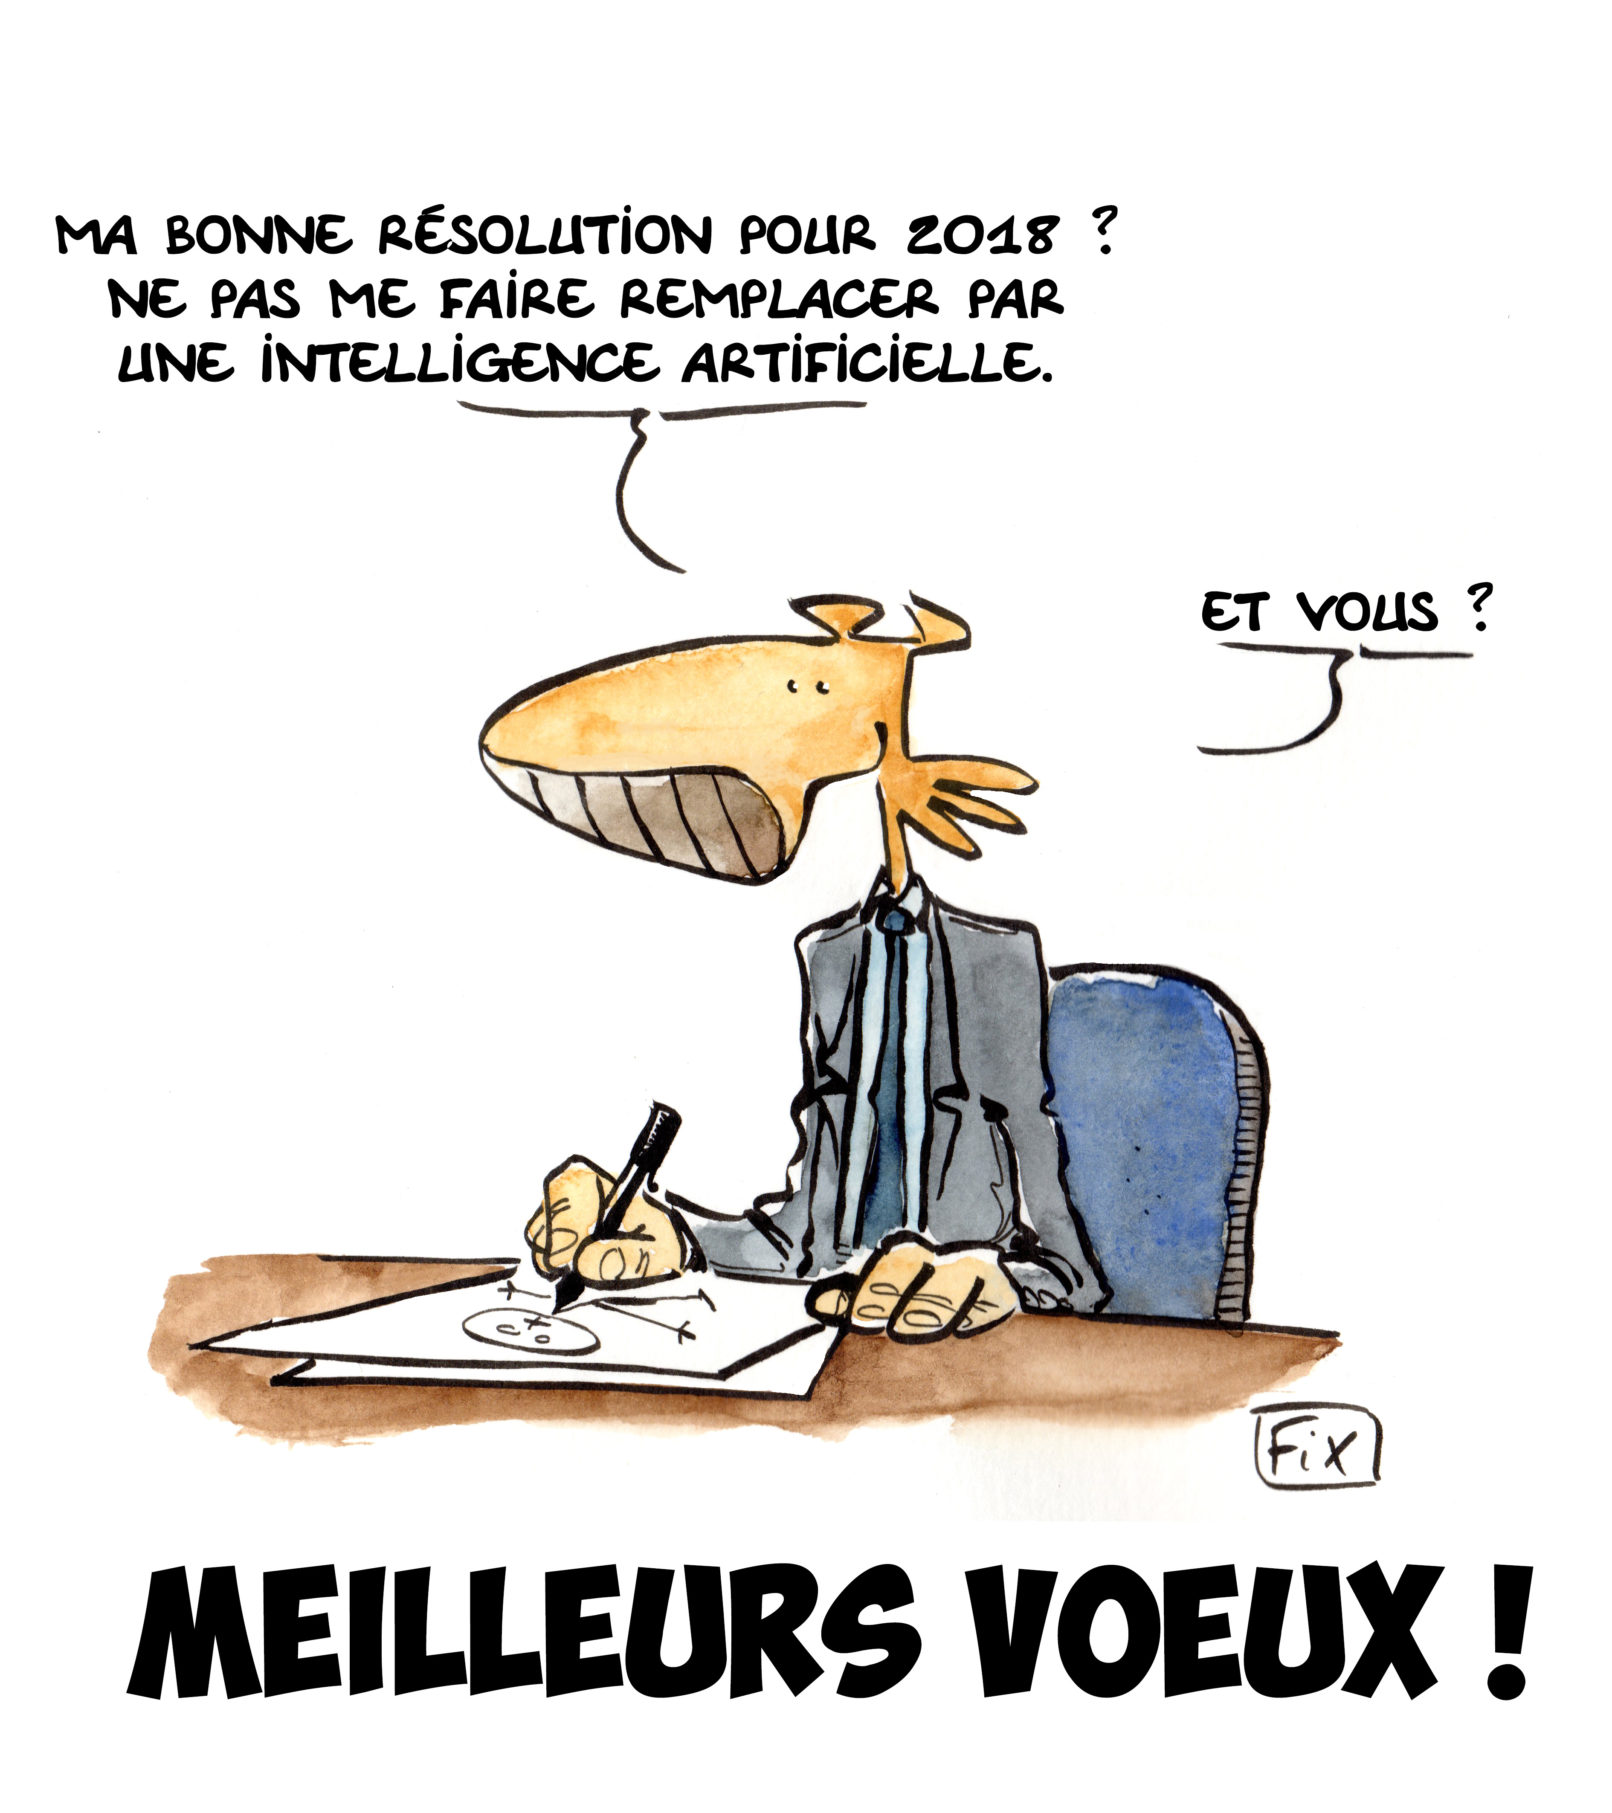 MA BONNE RÉSOLUTION POUR 2018 ?
NE PAS ME FAIRE REMPLACER PAR
UNE INTELLIGENCE ARTIFICIELLE.
ET VOUS ?
Fix
MEILLEURS VOEUX !